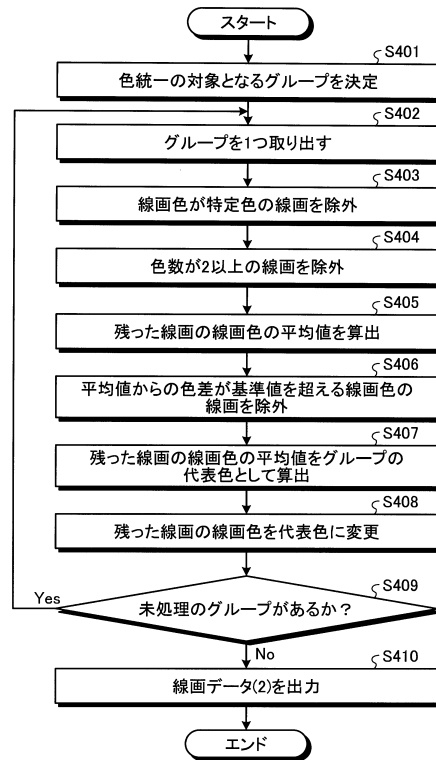 スタート
S401
色統一の対象となるグループを決定
S402
グループを1つ取り出す
S403
線画色が特定色の線画を除外
S404
色数が2以上の線画を除外
S405
残った線画の線画色の平均値を算出
S406
平均値からの色差が基準値を超える線画色の
線画を除外
S407
残った線画の線画色の平均値をグループの
代表色として算出
S408
残った線画の線画色を代表色に変更
S409
Yes
未処理のグループがあるか？
No
S410
線画データ(2)を出力
エンド